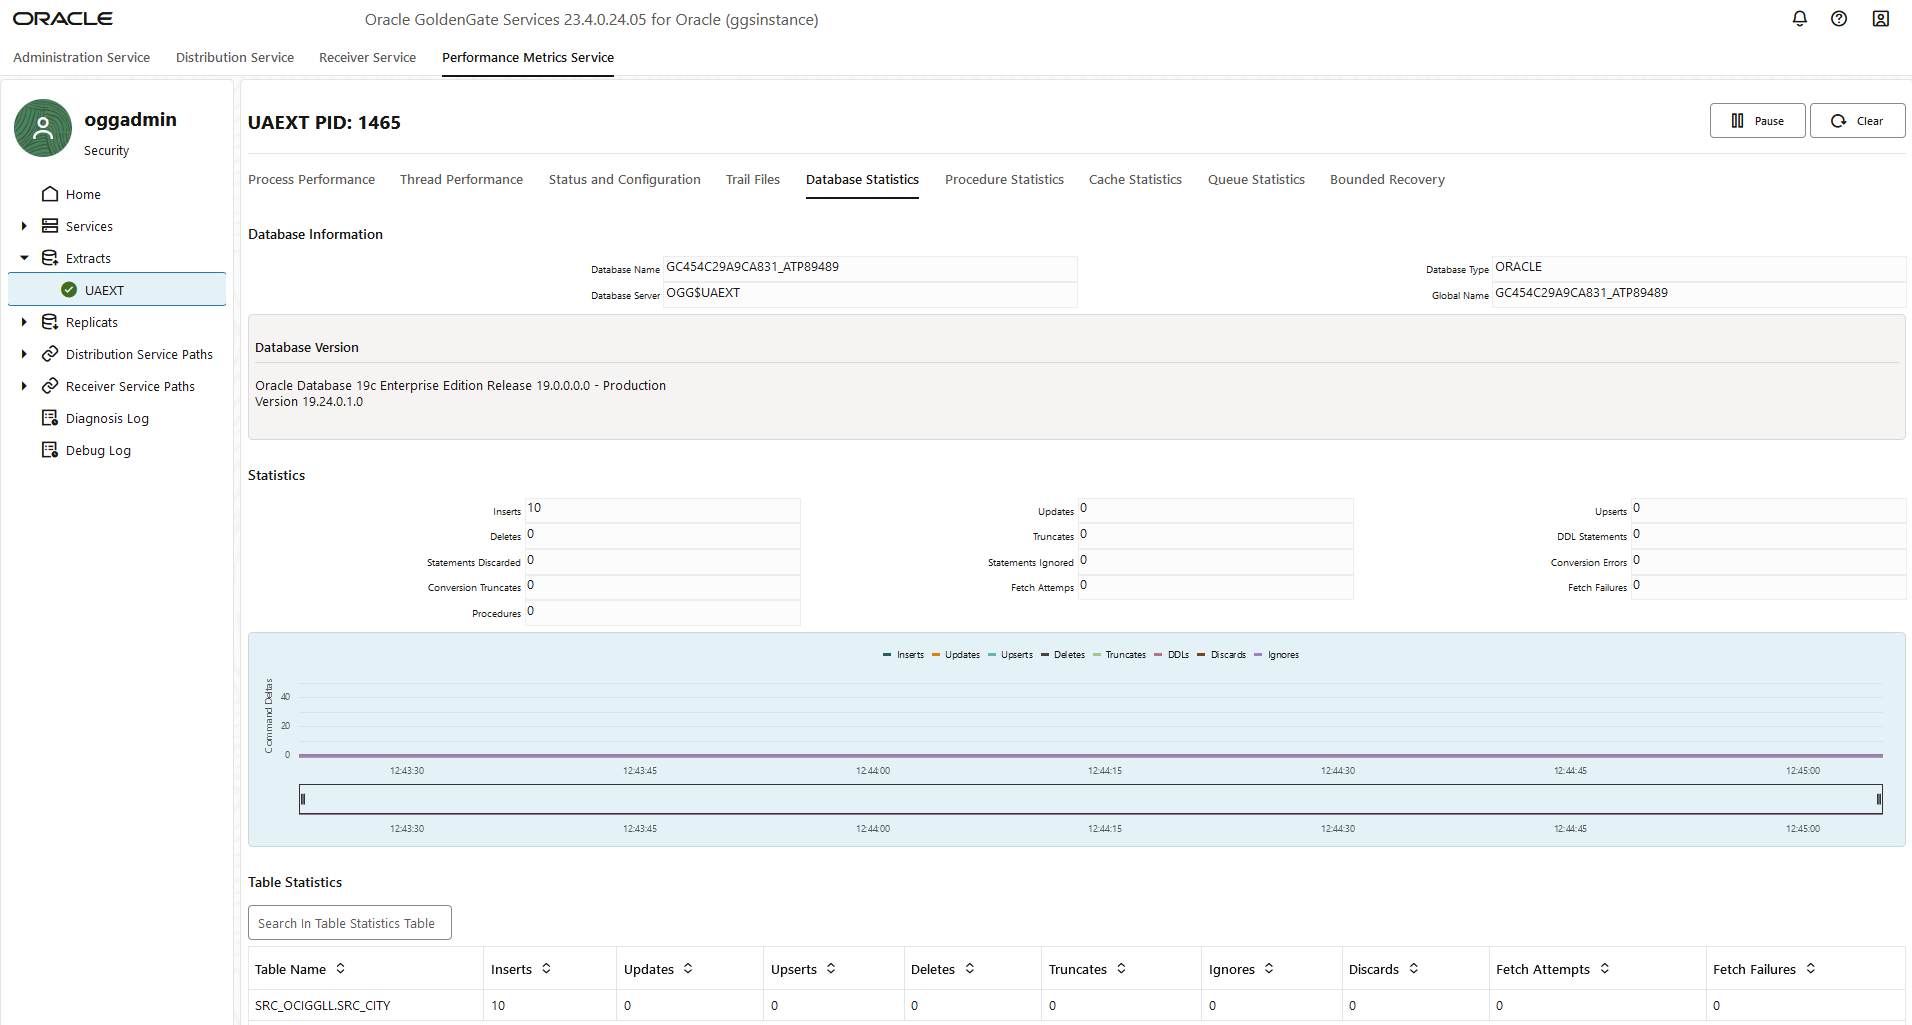 ORACLE
Oracle GoldenGate Services 23.4.0.24.05 for Oracle (ggsinstance)
Administration Service Distribution Service Receiver Service Performance Metrics Service
oggadmin
Security
Home
Services
Extracts
UAEXT
Replicats
Distribution Service Paths
Receiver Service Paths
Diagnosis Log
Debug Log
UAEXT PID: 1465
Pause Clear
Process Performance Thread Performance Status and Configuration Trail Files Database Statistics Procedure Statistics Cache Statistics Queue Statistics Bounded Recovery
Database Information
Database Name GC454C29A9CA831_ATP89489 Database Type ORACLE
Database Server OGG$UAEXT Global Name GC454C29A9CA831_ATP89489
Database Version
Oracle Database 19c Enterprise Edition Release 19.0.0.0.0 - Production
Version 19.24.0.1.0
Statistics
Inserts 10 Updates 0 Upserts 0
Deletes 0 Truncates 0 DDL Statements 0
Statements Discarded 0 Statements Ignored 0 Conversion Errors 0
Conversion Truncates 0 Fetch Attemps 0 Fetch Failures 0
Procedures 0
Inserts Updates Upserts Deletes Truncates DDLs Discards Ignores
Command Deltas
40
20
0
12:43:30 12:43:45 12:44:00 12:44:15 12:44:30 12:44:45 12:45:00
12:43:30 12:43:45 12:44:00 12:44:15 12:44:30 12:44:45 12:45:00
Table Statistics
Search In Table Statistics Table
Table Name Inserts Updates Upserts Deletes Truncates Ignores Discards Fetch Attempts Fetch Failures
SRC_OCIGGLL.SRC_CITY 10 0 0 0 0 0 0 0 0